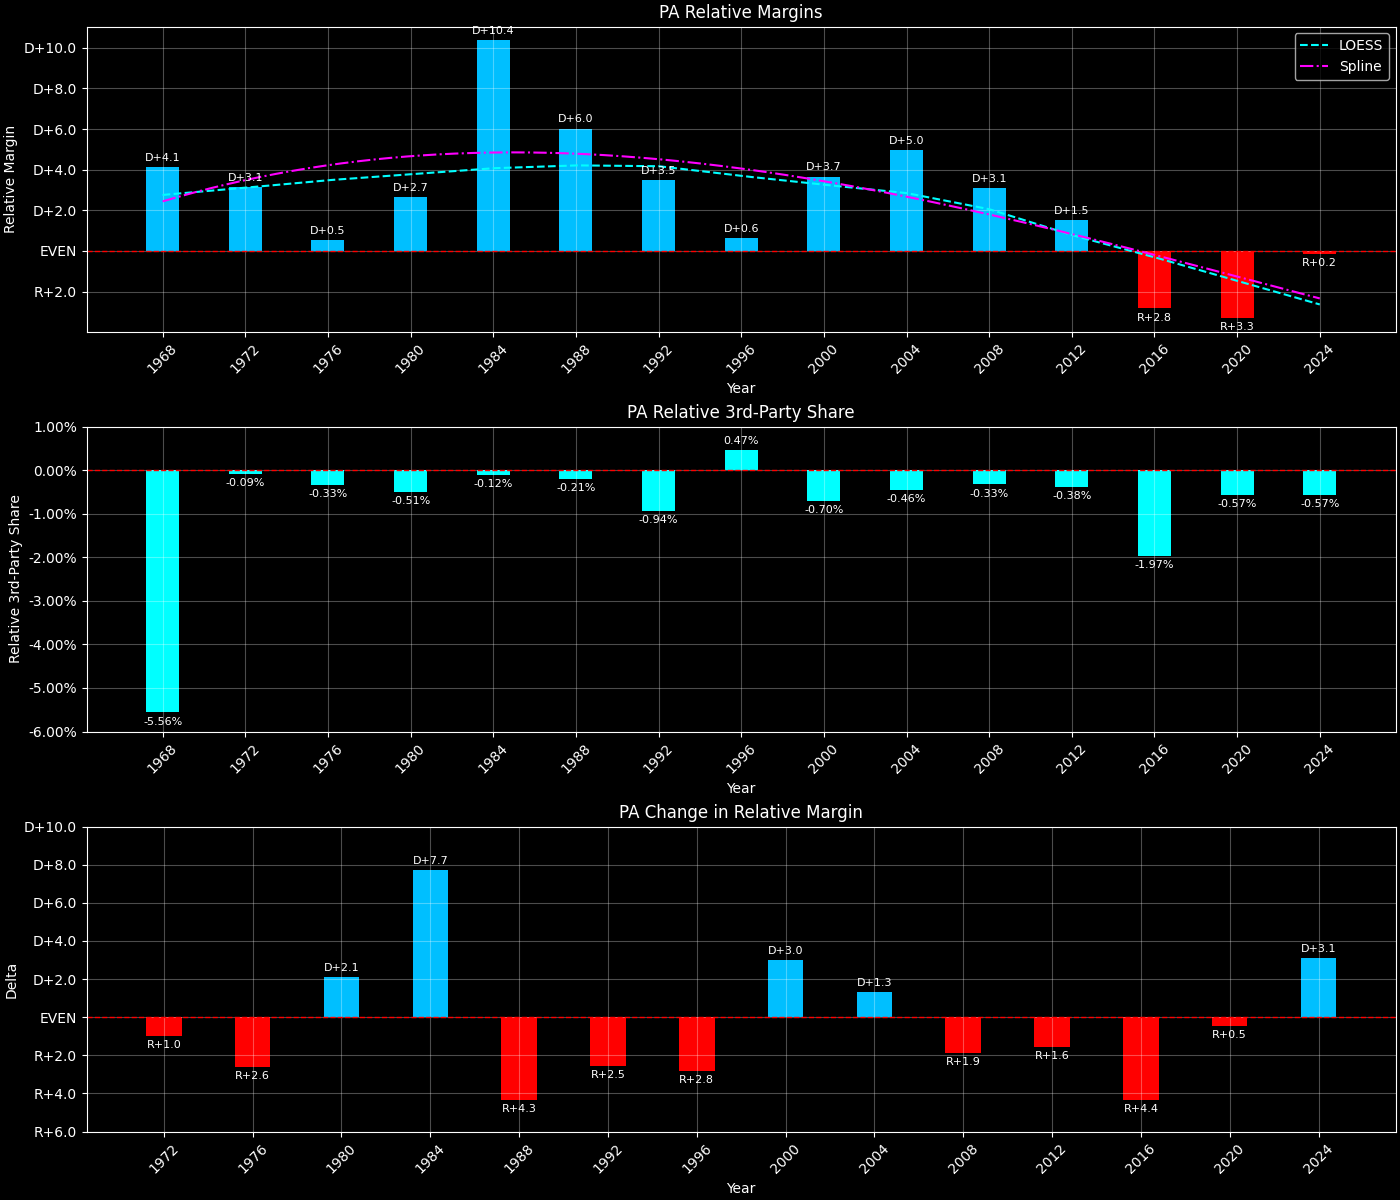 PA Relative Margins
Relative Margin
D+10.0
D+8.0
D+6.0
D+4.0
D+2.0
EVEN
R+2.0
D+4.1
D+3.1
D+0.5
D+2.7
D+10.4
D+6.0
D+3.5
D+0.6
D+3.7
D+5.0
D+3.1
D+1.5
R+2.8
R+3.3
R+0.2
LOESS
Spline
1968
1972
1976
1980
1984
1988
1992
1996
2000
2004
2008
2012
2016
2020
2024
Year
PA Relative 3rd-Party Share
Relative 3rd-Party Share
1.00%
0.00%
-1.00%
-2.00%
-3.00%
-4.00%
-5.00%
-6.00%
-5.56%
-0.09%
-0.33%
-0.51%
-0.12%
-0.21%
-0.94%
0.47%
-0.70%
-0.46%
-0.33%
-0.38%
-1.97%
-0.57%
-0.57%
1968
1972
1976
1980
1984
1988
1992
1996
2000
2004
2008
2012
2016
2020
2024
Year
PA Change in Relative Margin
Delta
D+10.0
D+8.0
D+6.0
D+4.0
D+2.0
EVEN
R+2.0
R+4.0
R+6.0
R+1.0
R+2.6
D+2.1
D+7.7
R+4.3
R+2.5
R+2.8
D+3.0
D+1.3
R+1.9
R+1.6
R+4.4
R+0.5
D+3.1
1972
1976
1980
1984
1988
1992
1996
2000
2004
2008
2012
2016
2020
2024
Year